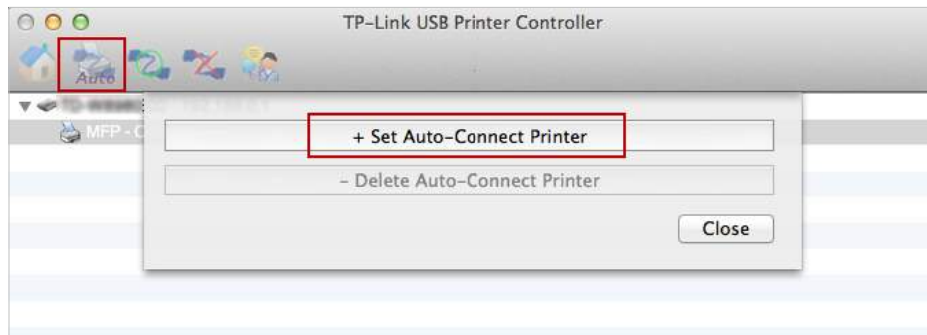 TP-Link USB Printer Controller
Auto
MFP - C
+ Set Auto-Connect Printer
- Delete Auto-Connect Printer
Close